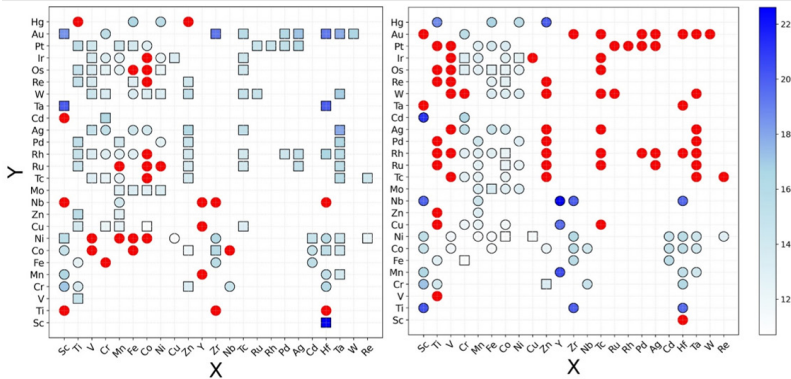 Hg
Au
Pt
Ir
Os
Re
W
Ta
Cd
Ag
Pd
Rh
Ru
Tc
Mo
Nb
Zn
Cu
Ni
Co
Fe
Mn
Cr
V
Ti
Sc
Y
Sc Ti V Cr Mn Fe Co Ni Cu Zn Y Zr Nb Tc Ru Rh Pd Ag Cd Hf Ta W Re
X
Hg
Au
Pt
Ir
Os
Re
W
Ta
Cd
Ag
Pd
Rh
Ru
Tc
Mo
Nb
Zn
Cu
Ni
Co
Fe
Mn
Cr
V
Ti
Sc
Sc Ti V Cr Mn Fe Co Ni Cu Zn Y Zr Nb Tc Ru Rh Pd Ag Cd Hf Ta W Re
X
22
20
18
16
14
12